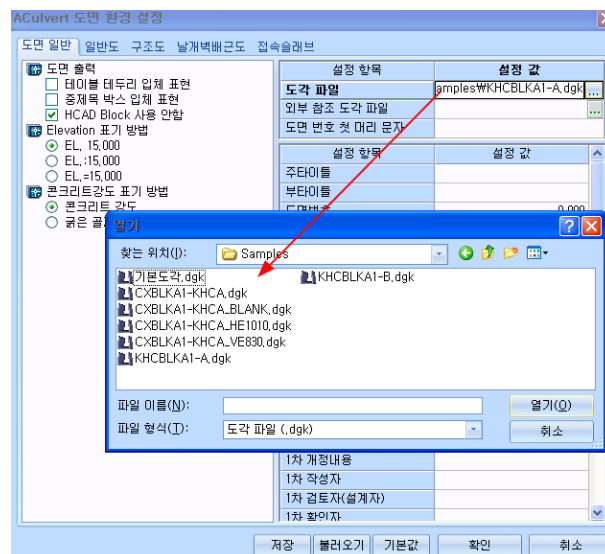 ACulvert 도면 환경 설정
도면 일반 일반도 구조도 날개벽배근도 접속슬래브
도면 출력
테이블 테두리 입체 표현
중제목 박스 입체 표현
HCAD Block 사용 안함
Elevation 표기 방법
EL. 15,000
EL.:15,000
EL.=15,000
콘크리트강도 표기 방법
콘크리트 강도
굵은 골
설정 항목 설정 값
도각 파일 amples\KHCBLKA1-A.dgk ...
외부 참조 도각 파일 ...
도면 번호 첫 머리 문자
설정 항목 설정 값
주타이틀
부타이틀
도면번호 0.000
열기
찾는 위치(I): Samples
기본도각.dgk
CXBLKA1-KHCA.dgk
CXBLKA1-KHCA_BLANK.dgk
CXBLKA1-KHCA_HE1010.dgk
CXBLKA1-KHCA_VE830.dgk
KHCBLKA1-A.dgk
KHCBLKA1-B.dgk
파일 이름(N): 열기(O)
파일 형식(T): 도각 파일 (.dgk) 취소
1차 개정내용
1차 작성자
1차 검토자(설계자)
1차 확인자
저장 불러오기 기본값 확인 취소